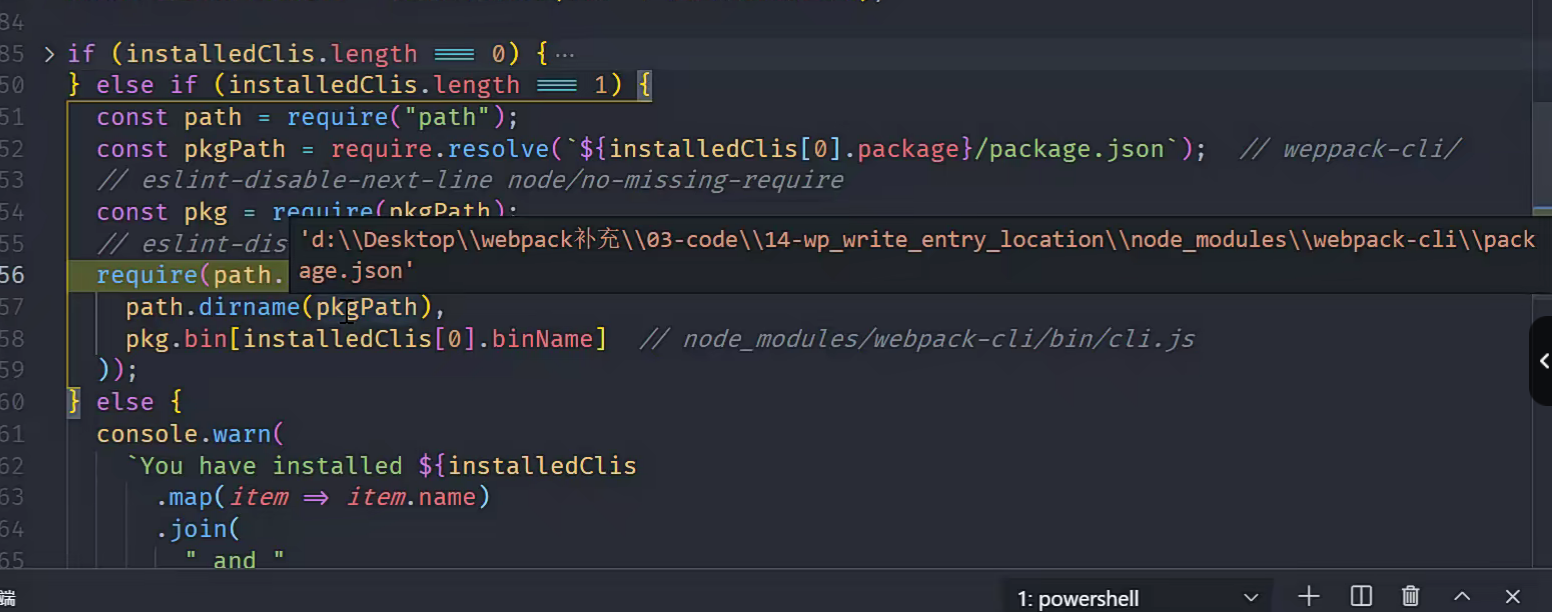 84
85 > if (installedClis.length === 0) { ···
50 } else if (installedClis.length === 1) {
51 const path = require("path");
52 const pkgPath = require.resolve(`${installedClis[0].package}/package.json`); // weppack-cli/
53 // eslint-disable-next-line node/no-missing-require
54 const pkg = require(pkgPath);
55 // eslint-dis
'd:\\Desktop\\webpack补充\\03-code\\14-wp_write_entry_location\\node_modules\\webpack-cli\\pack
age.json'
56 require(path.
57 path.dirname(pkgPath),
58 pkg.bin[installedClis[0].binName] // node_modules/webpack-cli/bin/cli.js
59 ));
60 } else {
61 console.warn(
62 `You have installed ${installedClis
63 .map(item => item.name)
64 .join(
65 " and "
端
1: powershell